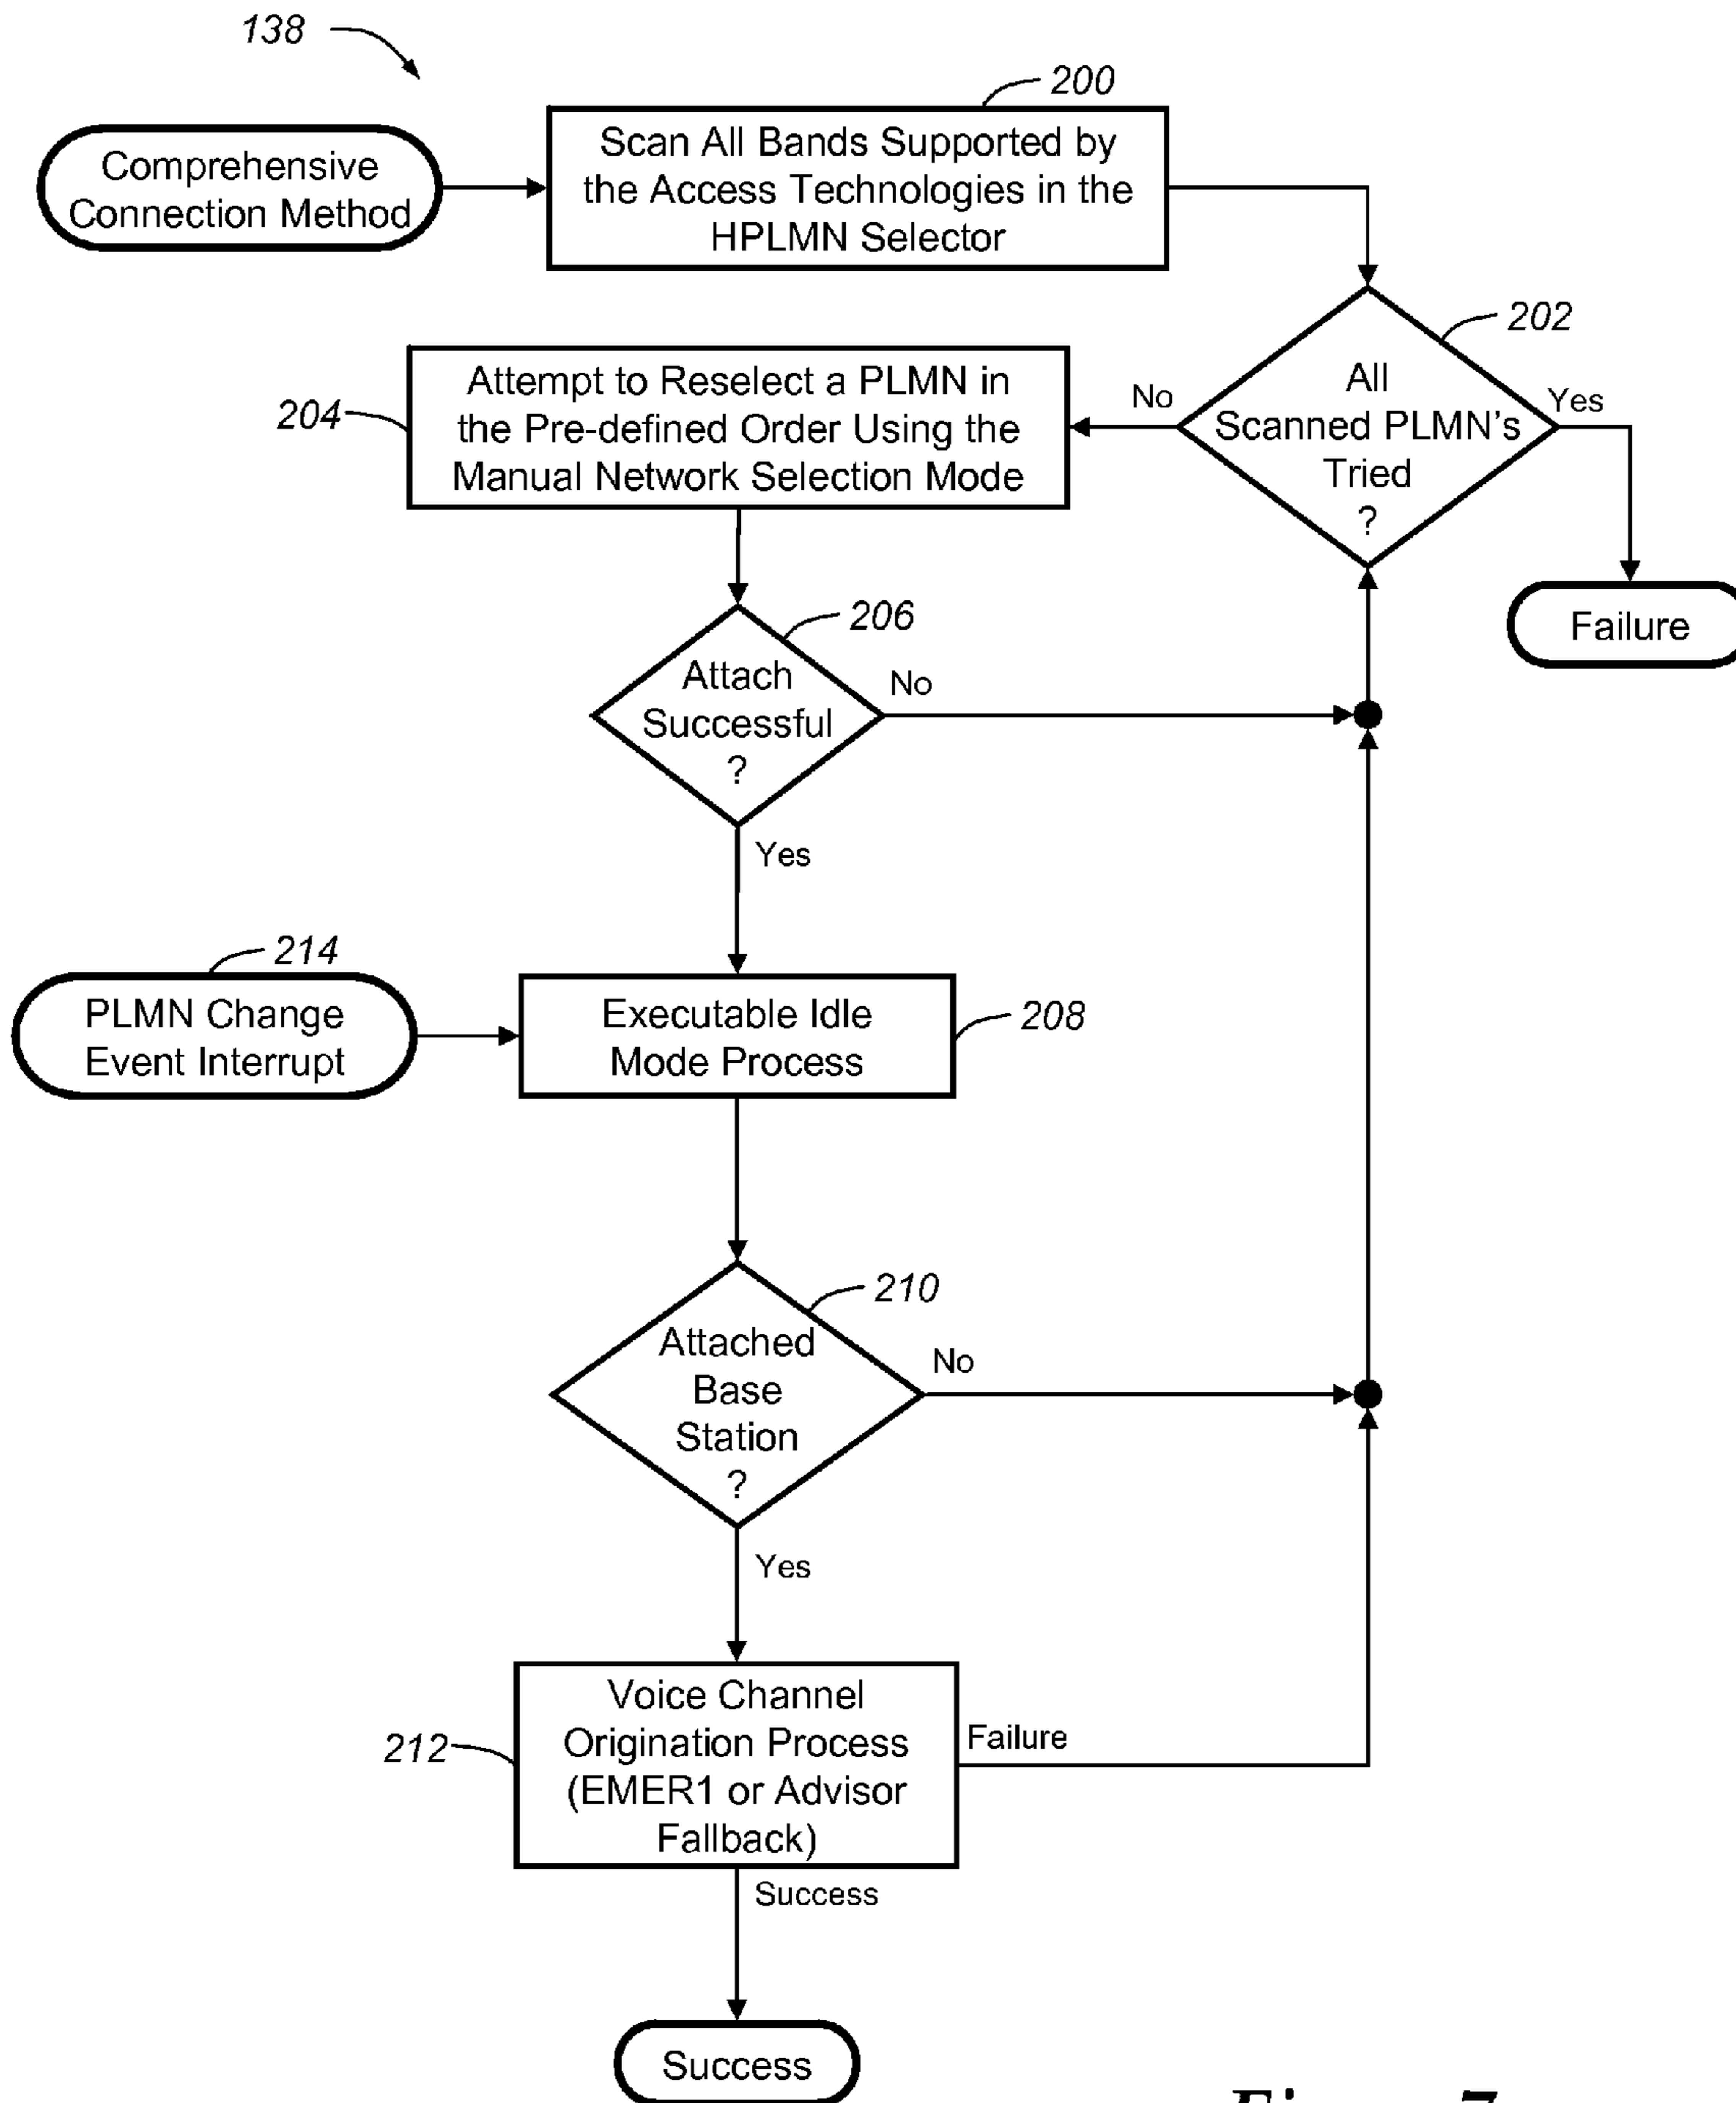 138
200
Comprehensive
Connection Method
Scan All Bands Supported by
the Access Technologies in the
HPLMN Selector
202
All
Scanned PLMN's
Tried
?
No
Yes
204
Attempt to Reselect a PLMN in
the Pre-defined Order Using the
Manual Network Selection Mode
Failure
206
Attach
Successful
?
No
Yes
214
PLMN Change
Event Interrupt
Executable Idle
Mode Process
208
210
Attached
Base
Station
?
No
Yes
212
Voice Channel
Origination Process
(EMER1 or Advisor
Fallback)
Failure
Success
Success